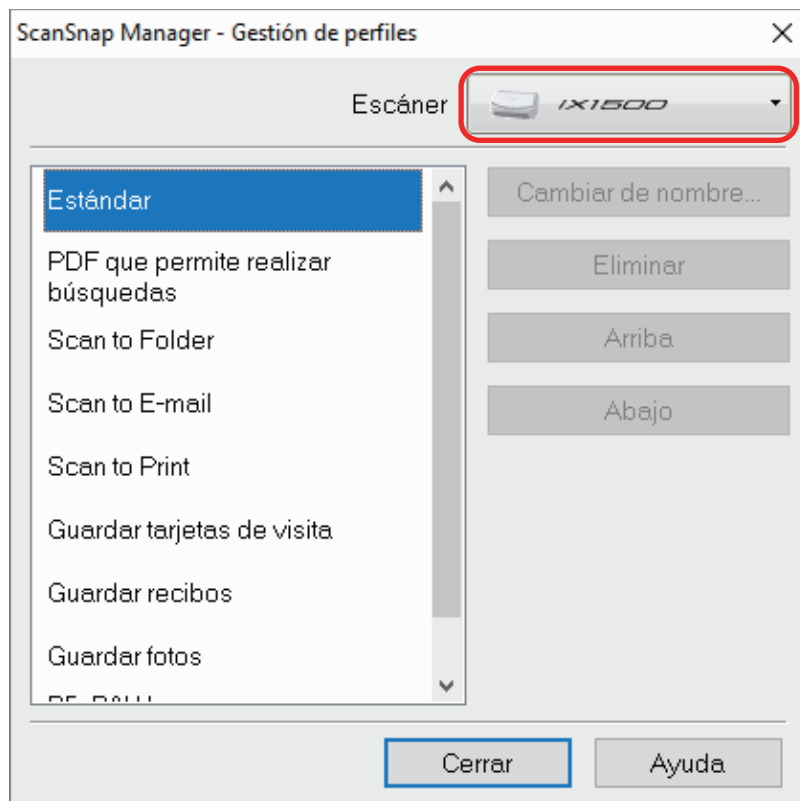 ScanSnap Manager - Gestión de perfiles
Escáner
iX1500
Estándar
Cambiar de nombre...
PDF que permite realizar
búsquedas
Eliminar
Scan to Folder
Arriba
Scan to E-mail
Abajo
Scan to Print
Guardar tarjetas de visita
Guardar recibos
Guardar fotos
Cerrar
Ayuda